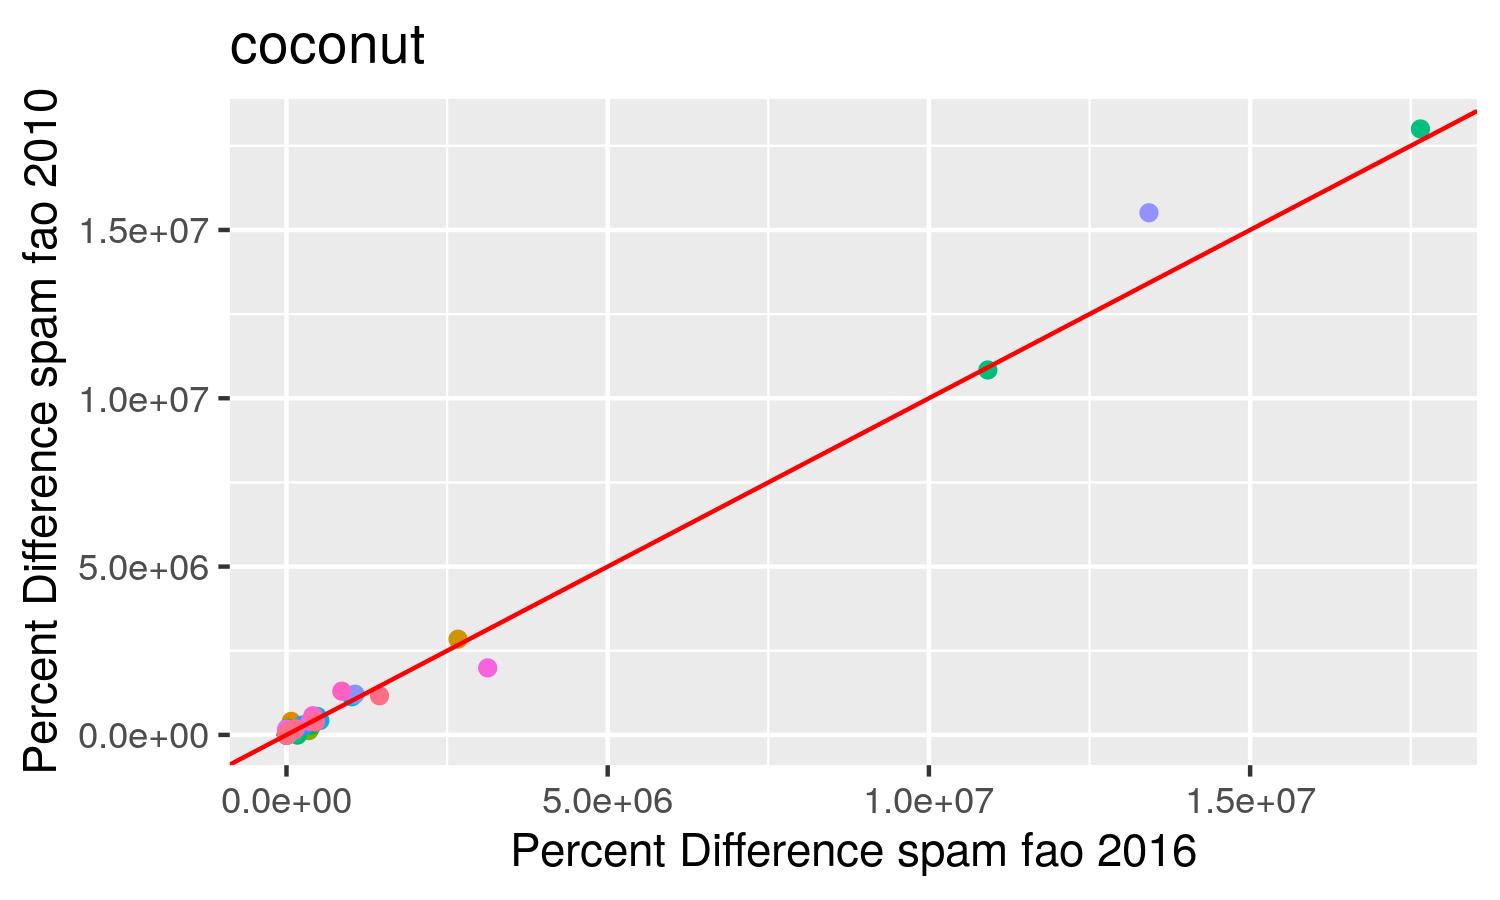 coconut
Percent Difference spam fao 2010
1.5e+07
1.0e+07
5.0e+06
0.0e+00
0.0e+00 5.0e+06 1.0e+07 1.5e+07
Percent Difference spam fao 2016